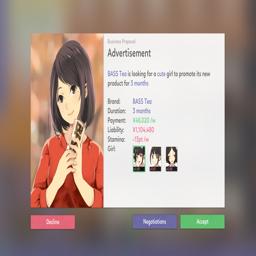 Business Proposal
Advertisement
BASS Tea is looking for a cute girl to promote its new
product for 3 months
Brand: BASS Tea
Duration: 3 months
Payment: ¥46,020 /w
Liability: ¥1,104,480
Stamina: -15pt /w
Girl:
Decline
Negotiations
Accept